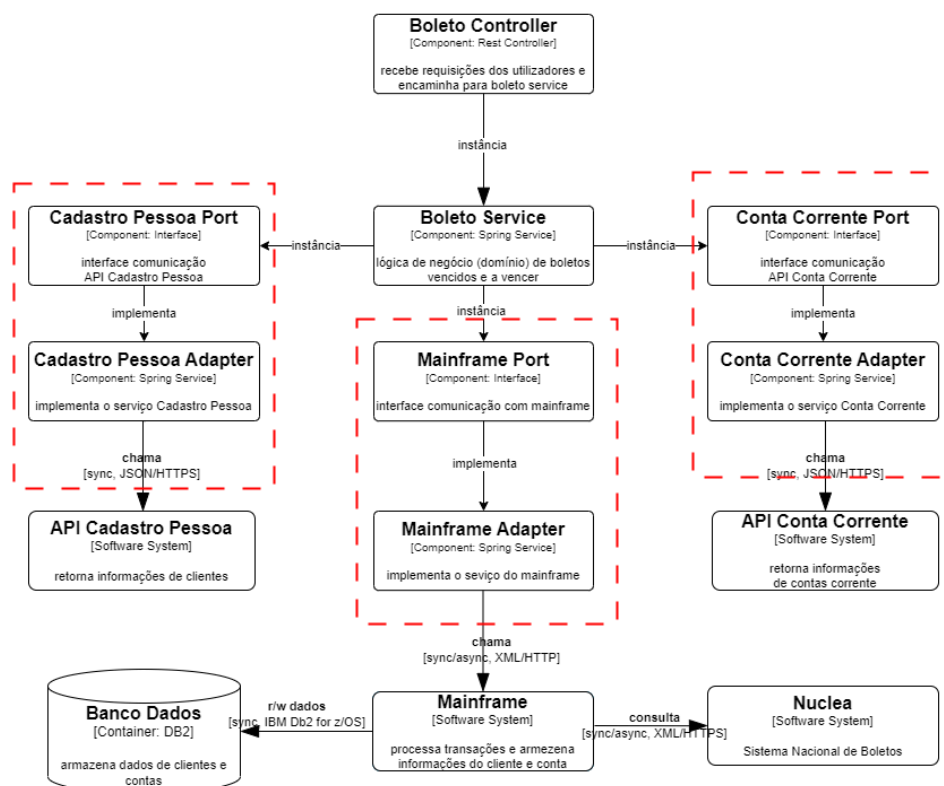 Boleto Controller
[Component: Rest Controller]
recebe requisições dos utilizadores e
encaminha para boleto service
instância
Cadastro Pessoa Port
[Component: Interface]
interface comunicação
API Cadastro Pessoa
instância
Boleto Service
[Component: Spring Service]
lógica de negócio (domínio) de boletos
vencidos e a vencer
instância
Conta Corrente Port
[Component: Interface]
interface comunicação
API Conta Corrente
implementa
instância
implementa
Cadastro Pessoa Adapter
[Component: Spring Service]
implementa o serviço Cadastro Pessoa
Mainframe Port
[Component: Interface]
interface comunicação com mainframe
Conta Corrente Adapter
[Component: Spring Service]
implementa o serviço Conta Corrente
chama
[sync, JSON/HTTPS]
implementa
chama
[sync, JSON/HTTPS]
API Cadastro Pessoa
[Software System]
retorna informações de clientes
Mainframe Adapter
[Component: Spring Service]
implementa o seviço do mainframe
API Conta Corrente
[Software System]
retorna informações
de contas corrente
chama
[sync/async, XML/HTTP]
Banco Dados
[Container: DB2]
armazena dados de clientes e
contas
r/w dados
[sync, IBM Db2 for z/OS]
Mainframe
[Software System]
processa transações e armezena
informações do cliente e conta
consulta
[sync/async, XML/HTTPS]
Nuclea
[Software System]
Sistema Nacional de Boletos